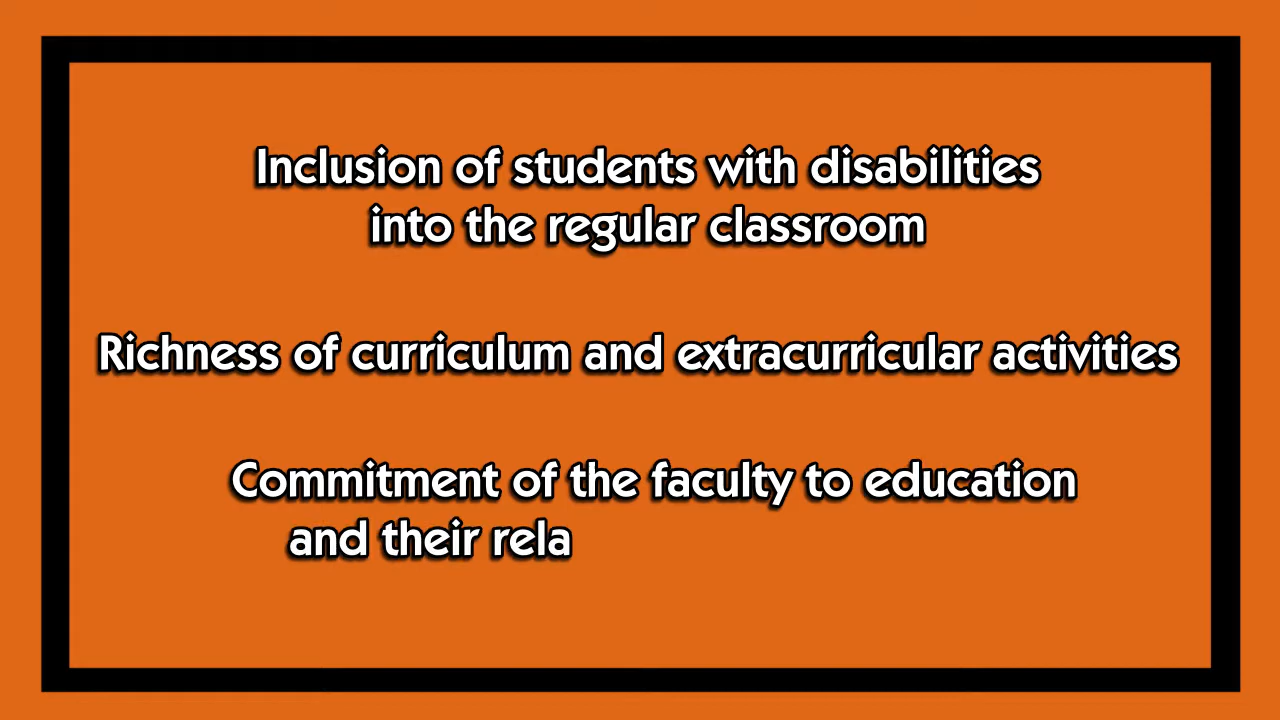 Inclusion of students with disabilities
into the regular classroom
Richness of curriculum and extracurricular activities
Commitment of the faculty to education
and their rela